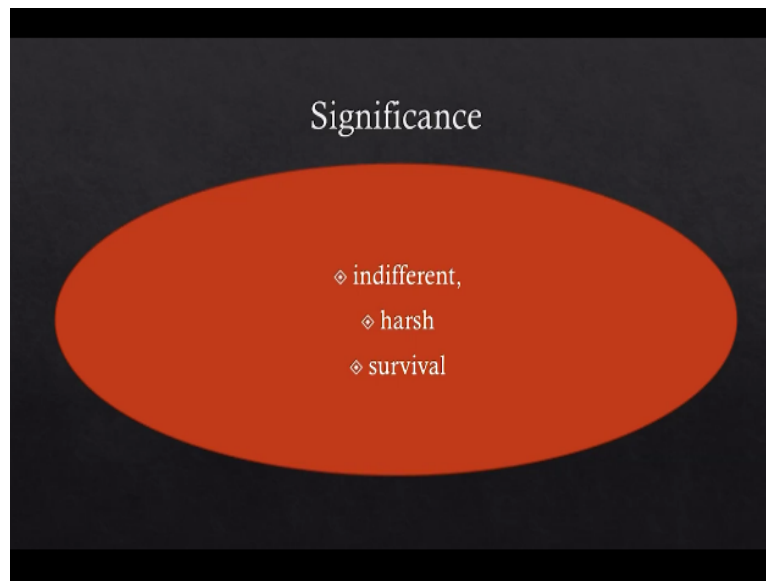 Significance
◈ indifferent,
◈ harsh
◈ survival